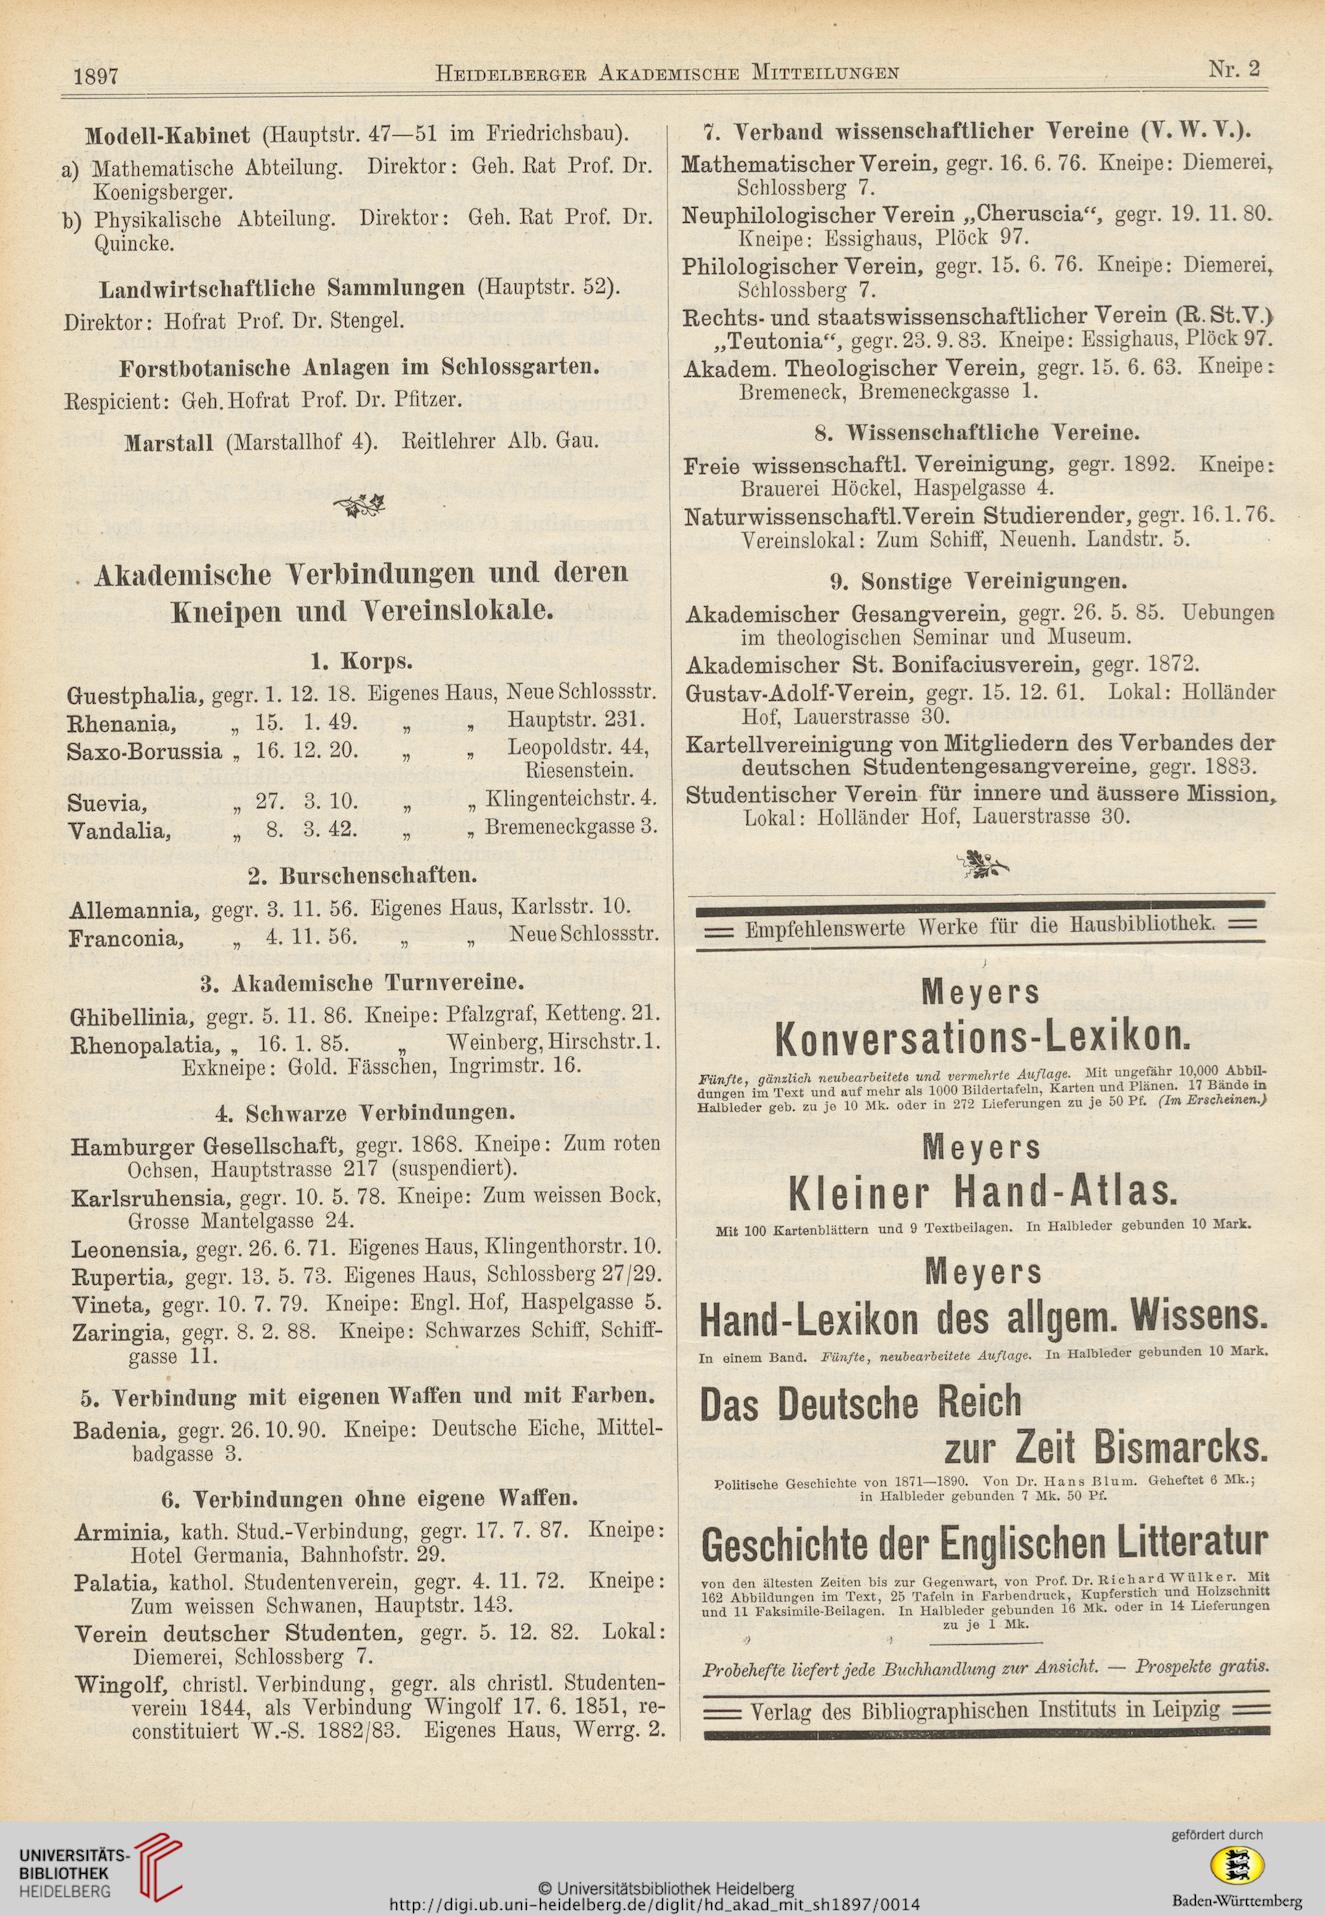 1897
Heidelberger Akademische Mitteilungen
Nr. 2
Modell-Kabinet (Hauptstr. 47—51 im Friedrichsbau).
a) Mathematische Abteilung. Direktor: Geh. Rat Prof. Dr.
Koenigsberger.
b) Physikalische Abteilung. Direktor: Geh. Rat Prof. Dr.
Quincke.
Landwirtschaftliche Sammlungen (Hauptstr. 52).
Direktor: Hofrat Prof. Dr. Stengel.
Forstbotanische Anlagen im Schlossgarten.
Respicient: Geh. Hofrat Prof. Dr. Pfitzer.
Marstall (Marstallhof 4). Reitlehrer Alb. Gau.
Akademische Verbindungen und deren
Kneipen und Vereinslokale.
1. Korps.
Guestphalia, gegr. 1. 12. 18. Eigenes Haus, Neue Schlossstr.
Rhenania, „ 15. 1. 49. „ „ Hauptstr. 231.
Saxo-Borussia „ 16. 12. 20. „ „ Leopoldstr. 44,
Riesenstein.
Suevia, „ 27. 3. 10. „ „ Klingenteichstr. 4.
Vandalia, „ 8. 3. 42. „ „ Bremeneckgasse 3.
2. Burschenschaften.
Allemannia, gegr. 3. 11. 56. Eigenes Haus, Karlsstr. 10.
Franconia, „ 4. 11. 56. „ „ Neue Schlossstr.
3. Akademische Turnvereine.
Ghibellinia, gegr. 5. 11. 86. Kneipe: Pfalzgraf, Ketteng. 21.
Rhenopalatia, „ 16. 1. 85. „ Weinberg, Hirschstr. 1.
Exkneipe: Gold. Fässchen, Ingrimstr. 16.
4. Schwarze Verbindungen.
Hamburger Gesellschaft, gegr. 1868. Kneipe: Zum roten
Ochsen, Hauptstrasse 217 (suspendiert).
Karlsruhensia, gegr. 10. 5. 78. Kneipe: Zum weissen Bock,
Grosse Mantelgasse 24.
Leonensia, gegr. 26. 6. 71. Eigenes Haus, Klingenthorstr. 10.
Rupertia, gegr. 13. 5. 73. Eigenes Haus, Schlossberg 27/29.
Vineta, gegr. 10. 7. 79. Kneipe: Engl. Hof, Haspelgasse 5.
Zaringia, gegr. 8. 2. 88. Kneipe: Schwarzes Schiff, Schiff-
gasse 11.
5. Verbindung mit eigenen Waffen und mit Farben.
Badenia, gegr. 26. 10. 90. Kneipe: Deutsche Eiche, Mittel-
badgasse 3.
6. Verbindungen ohne eigene Waffen.
Arminia, kath. Stud.-Verbindung, gegr. 17. 7. 87. Kneipe:
Hotel Germania, Bahnhofstr. 29.
Palatia, kathol. Studentenverein, gegr. 4. 11. 72. Kneipe:
Zum weissen Schwanen, Hauptstr. 143.
Verein deutscher Studenten, gegr. 5. 12. 82. Lokal:
Diemerei, Schlossberg 7.
Wingolf, christl. Verbindung, gegr. als christl. Studenten-
verein 1844, als Verbindung Wingolf 17. 6. 1851, re-
constituiert W.-S. 1882/83. Eigenes Haus, Werrg. 2.
7. Verband wissenschaftlicher Vereine (V. W. V.).
Mathematischer Verein, gegr. 16. 6. 76. Kneipe: Diemerei,
Schlossberg 7.
Neuphilologischer Verein „Cheruscia“, gegr. 19. 11. 80.
Kneipe: Essighaus, Plöck 97.
Philologischer Verein, gegr. 15. 6. 76. Kneipe: Diemerei,
Schlossberg 7.
Rechts- und staatswissenschaftlicher Verein (R. St. V.)
„Teutonia“, gegr. 23. 9. 83. Kneipe: Essighaus, Plöck 97.
Akadem. Theologischer Verein, gegr. 15. 6. 63. Kneipe:
Bremeneck, Bremeneckgasse 1.
8. Wissenschaftliche Vereine.
Freie wissenschaftl. Vereinigung, gegr. 1892. Kneipe:
Brauerei Höckel, Haspelgasse 4.
Naturwissenschaftl. Verein Studierender, gegr. 16. 1. 76.
Vereinslokal: Zum Schiff, Neuenh. Landstr. 5.
9. Sonstige Vereinigungen.
Akademischer Gesangverein, gegr. 26. 5. 85. Uebungen
im theologischen Seminar und Museum.
Akademischer St. Bonifaciusverein, gegr. 1872.
Gustav-Adolf-Verein, gegr. 15. 12. 61. Lokal: Holländer
Hof, Lauerstrasse 30.
Kartellvereinigung von Mitgliedern des Verbandes der
deutschen Studentengesangvereine, gegr. 1883.
Studentischer Verein für innere und äussere Mission,
Lokal: Holländer Hof, Lauerstrasse 30.
Empfehlenswerte Werke für die Hausbibliothek.
Meyers
Konversations-Lexikon.
Fünfte, gänzlich neubearbeitete und vermehrte Auflage. Mit ungefähr 10,000 Abbil-
dungen im Text und auf mehr als 1000 Bildertafeln, Karten und Plänen. 17 Bände in
Halbleder geb. zu je 10 Mk. oder in 272 Lieferungen zu je 50 Pf. (Im Erscheinen.)
Meyers
Kleiner Hand-Atlas.
Mit 100 Kartenblättern und 9 Textbeilagen. In Halbleder gebunden 10 Mark.
Meyers
Hand-Lexikon des allgem. Wissens.
In einem Band. Fünfte, neubearbeitete Auflage. In Halbleder gebunden 10 Mark.
Das Deutsche Reich
zur Zeit Bismarcks.
Politische Geschichte von 1871—1890. Von Dr. Hans Blum. Geheftet 6 Mk.;
in Halbleder gebunden 7 Mk. 50 Pf.
Geschichte der Englischen Litteratur
von den ältesten Zeiten bis zur Gegenwart, von Prof. Dr. Richard Wülker. Mit
162 Abbildungen im Text, 25 Tafeln in Farbendruck, Kupferstich und Holzschnitt
und 11 Faksimile-Beilagen. In Halbleder gebunden 16 Mk. oder in 14 Lieferungen
zu je 1 Mk.
Probehefte liefert jede Buchhandlung zur Ansicht. — Prospekte gratis.
Verlag des Bibliographischen Instituts in Leipzig
UNIVERSITÄTS-
BIBLIOTHEK
HEIDELBERG
© Universitätsbibliothek Heidelberg
http://digi.ub.uni-heidelberg.de/diglit/hd_akad_mit_sh1897/0014
gefördert durch
Baden-Württemberg